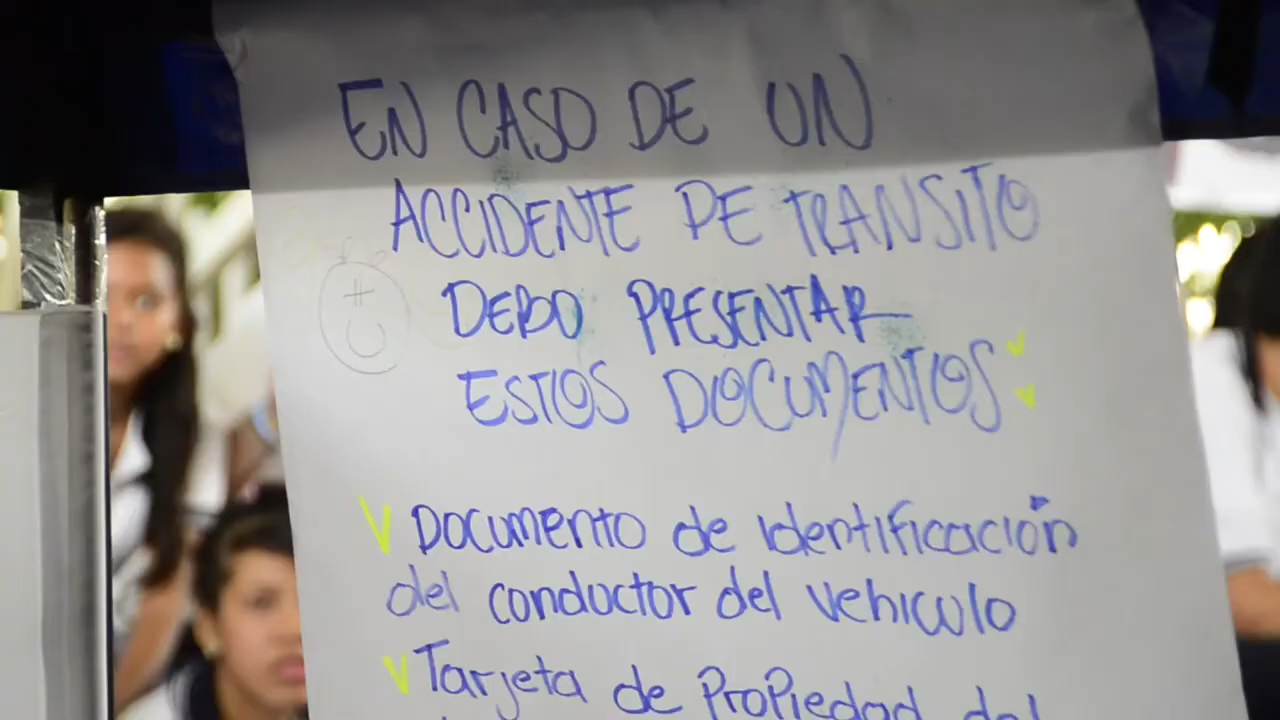 EN CASO DE UN
ACCIDENTE DE TRANSITO
DEBO PRESENTAR
ESTOS DOCUMENTOS
V Documento de identificación
del conductor del vehiculo
V Tarjeta de Propiedad del